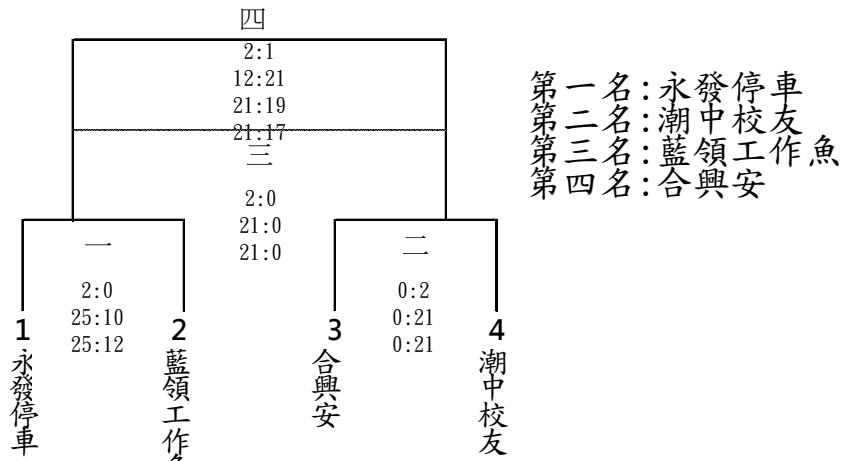 四
2:1
12:21
21:19
21:17
三
2:0
21:0
21:0
第一名:永發停車
第二名:潮中校友
第三名:藍領工作魚
第四名:合興安
一
2:0
25:10
25:12
二
0:2
0:21
0:21
1
永發停車
2
藍領工作魚
3
合興安
4
潮中校友